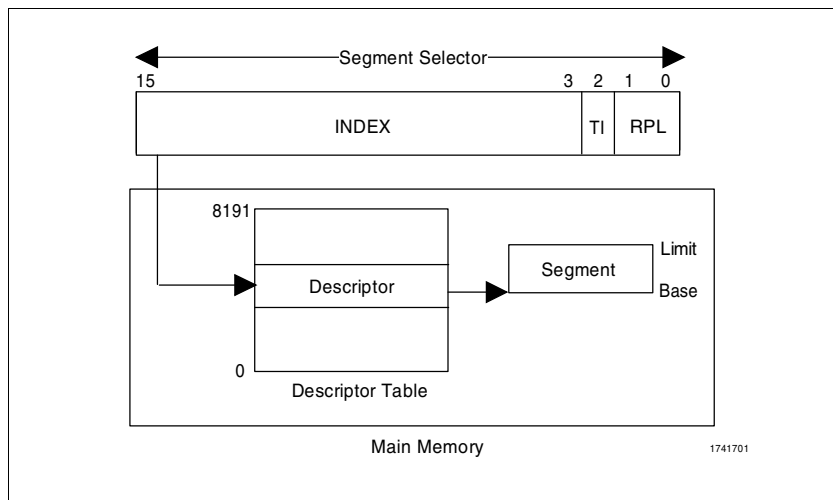 Segment Selector
15 3 2 1 0
INDEX TI RPL
8191
Limit
Segment
Descriptor
Base
0
Descriptor Table
Main Memory
1741701